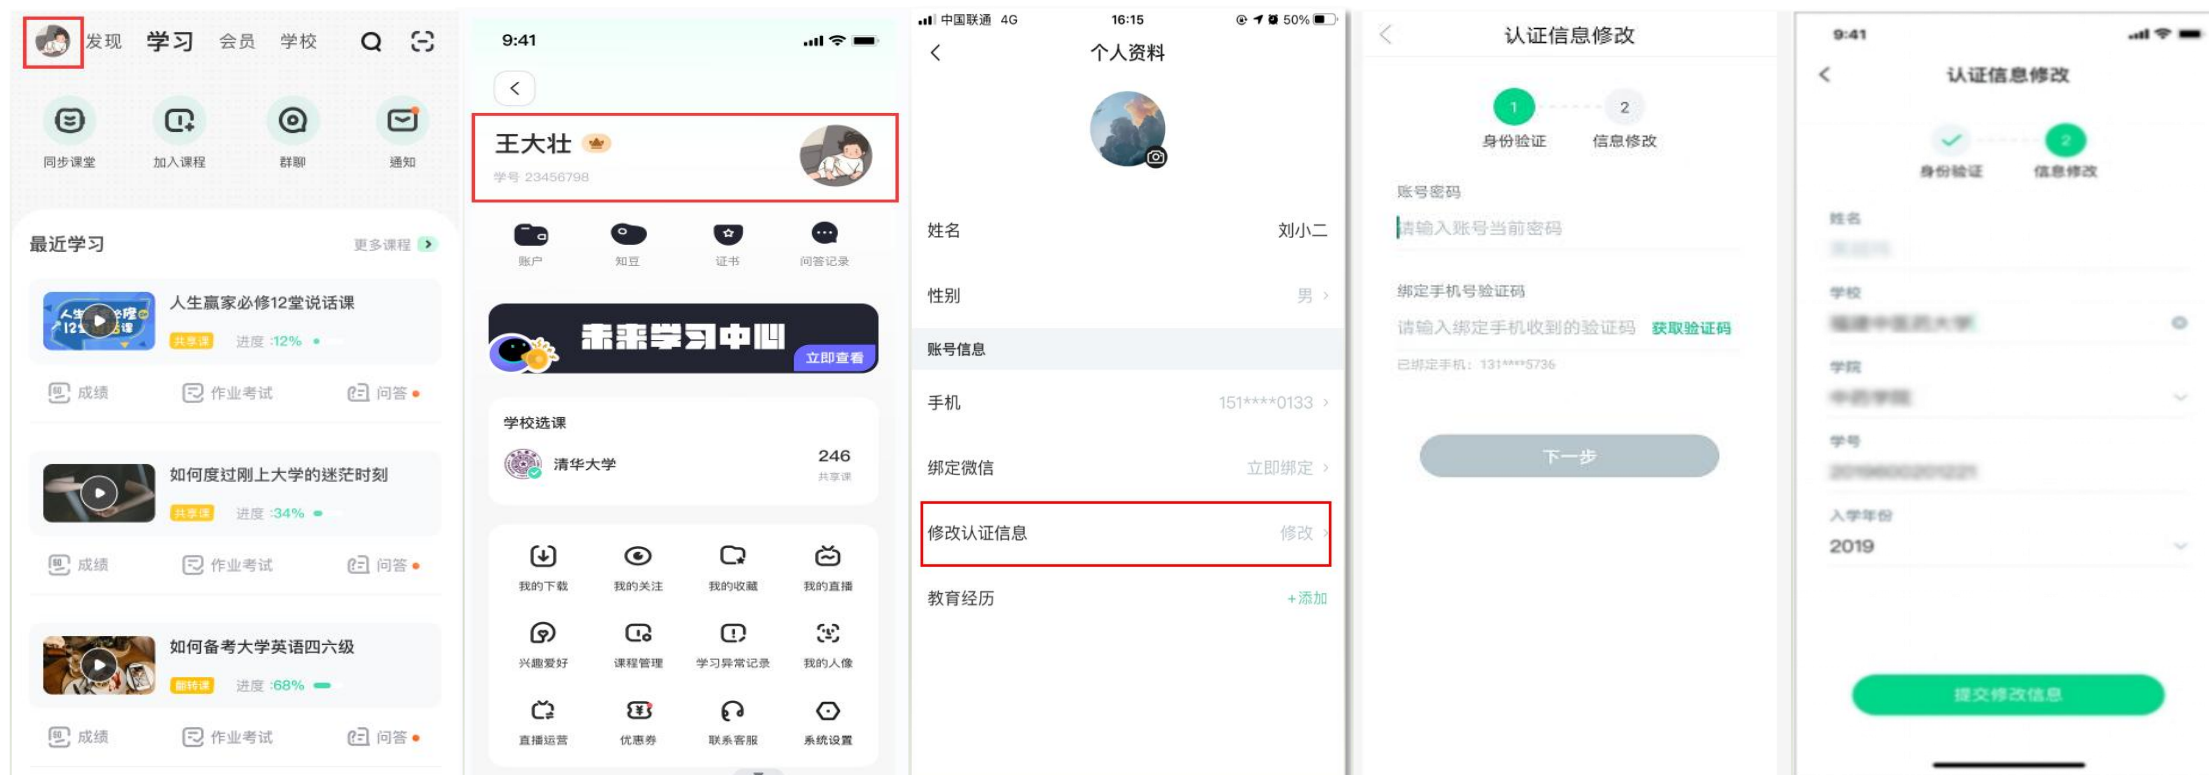 发现 学习 会员 学校
同步课堂 加入课程 群聊 通知
最近学习 更多课程
人生赢家必修12堂说话课
共享课 进度:12%
成绩 作业考试 问答
如何度过刚上大学的迷茫时刻
共享课 进度:34%
成绩 作业考试 问答
如何备考大学英语四六级
翻转课 进度:68%
成绩 作业考试 问答
9:41
王大壮
学号 23456798
账户 知豆 证书 问答记录
未来学习中心
立即查看
学校选课
清华大学 246
共享课
我的下载 我的关注 我的收藏 我的直播
兴趣爱好 课程管理 学习异常记录 我的人像
直播运营 优惠券 联系客服 系统设置
中国联通 4G 16:15 50%
个人资料
姓名 刘小二
性别 男
账号信息
手机 151****0133
绑定微信 立即绑定
修改认证信息 修改
教育经历 +添加
认证信息修改
1 2
身份验证 信息修改
账号密码
请输入账号当前密码
绑定手机号验证码
请输入绑定手机收到的验证码 获取验证码
已绑定手机：131****5736
下一步
9:41
认证信息修改
2
身份验证 信息修改
姓名
学校
福建中医药大学
学院
中药学院
学号
入学年份
2019
提交修改信息